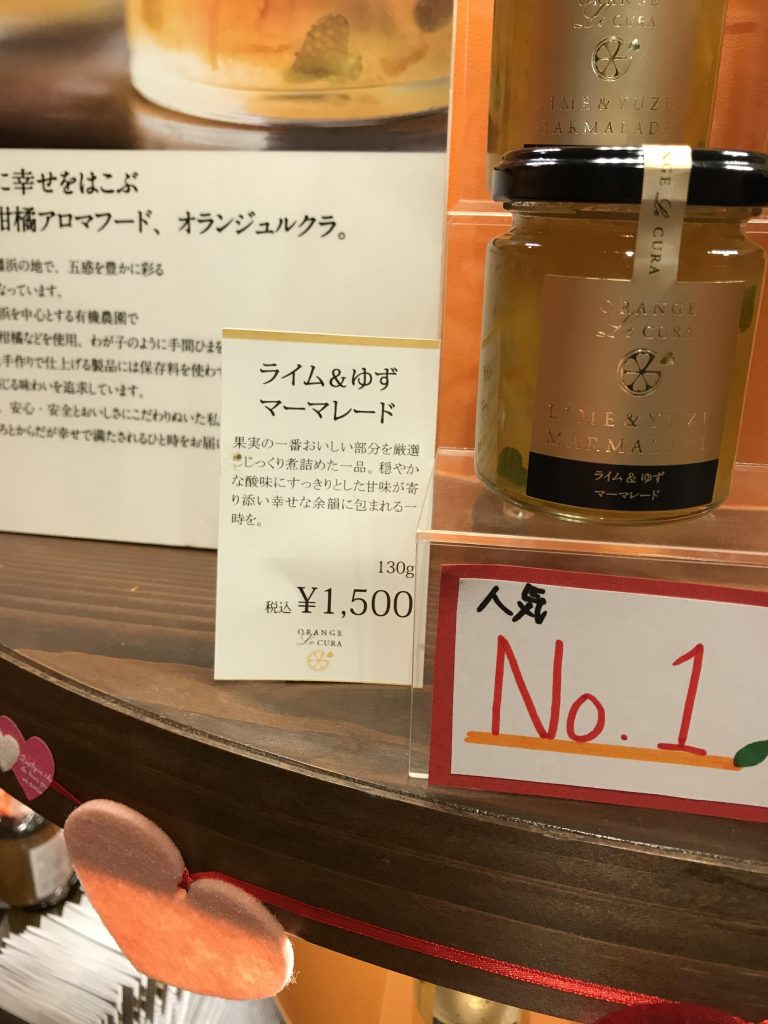 に幸せをはこぶ
柑橘アロマフード、オランジュルクラ。
浜の地で、五感を豊かに彩る
なっています。
浜を中心とする有機農園で
柑橘などを使用。わが子のように手間ひまを
手作りで仕上げる製品には保存料を使わ
じる味わいを追求しています。
、安心・安全とおいしさにこだわりぬいた私
ろとからだが幸せで満たされるひと時をお届
ライム&ゆず
マーマレード
果実の一番おいしい部分を厳選
じっくり煮詰めた一品。穏やか
な酸味にすっきりとした甘味が寄
り添い幸せな余韻に包まれる一
時を。
130g
税込 ¥1,500
ORANGE
Le CURA
ORANGE
Le CURA
LIME & YUZU
MARMALADE
NGE Le CURA
ORANGE
Le CURA
LIME & YUZU
MARMALADE
ライム&ゆず
マーマレード
人気
No.1